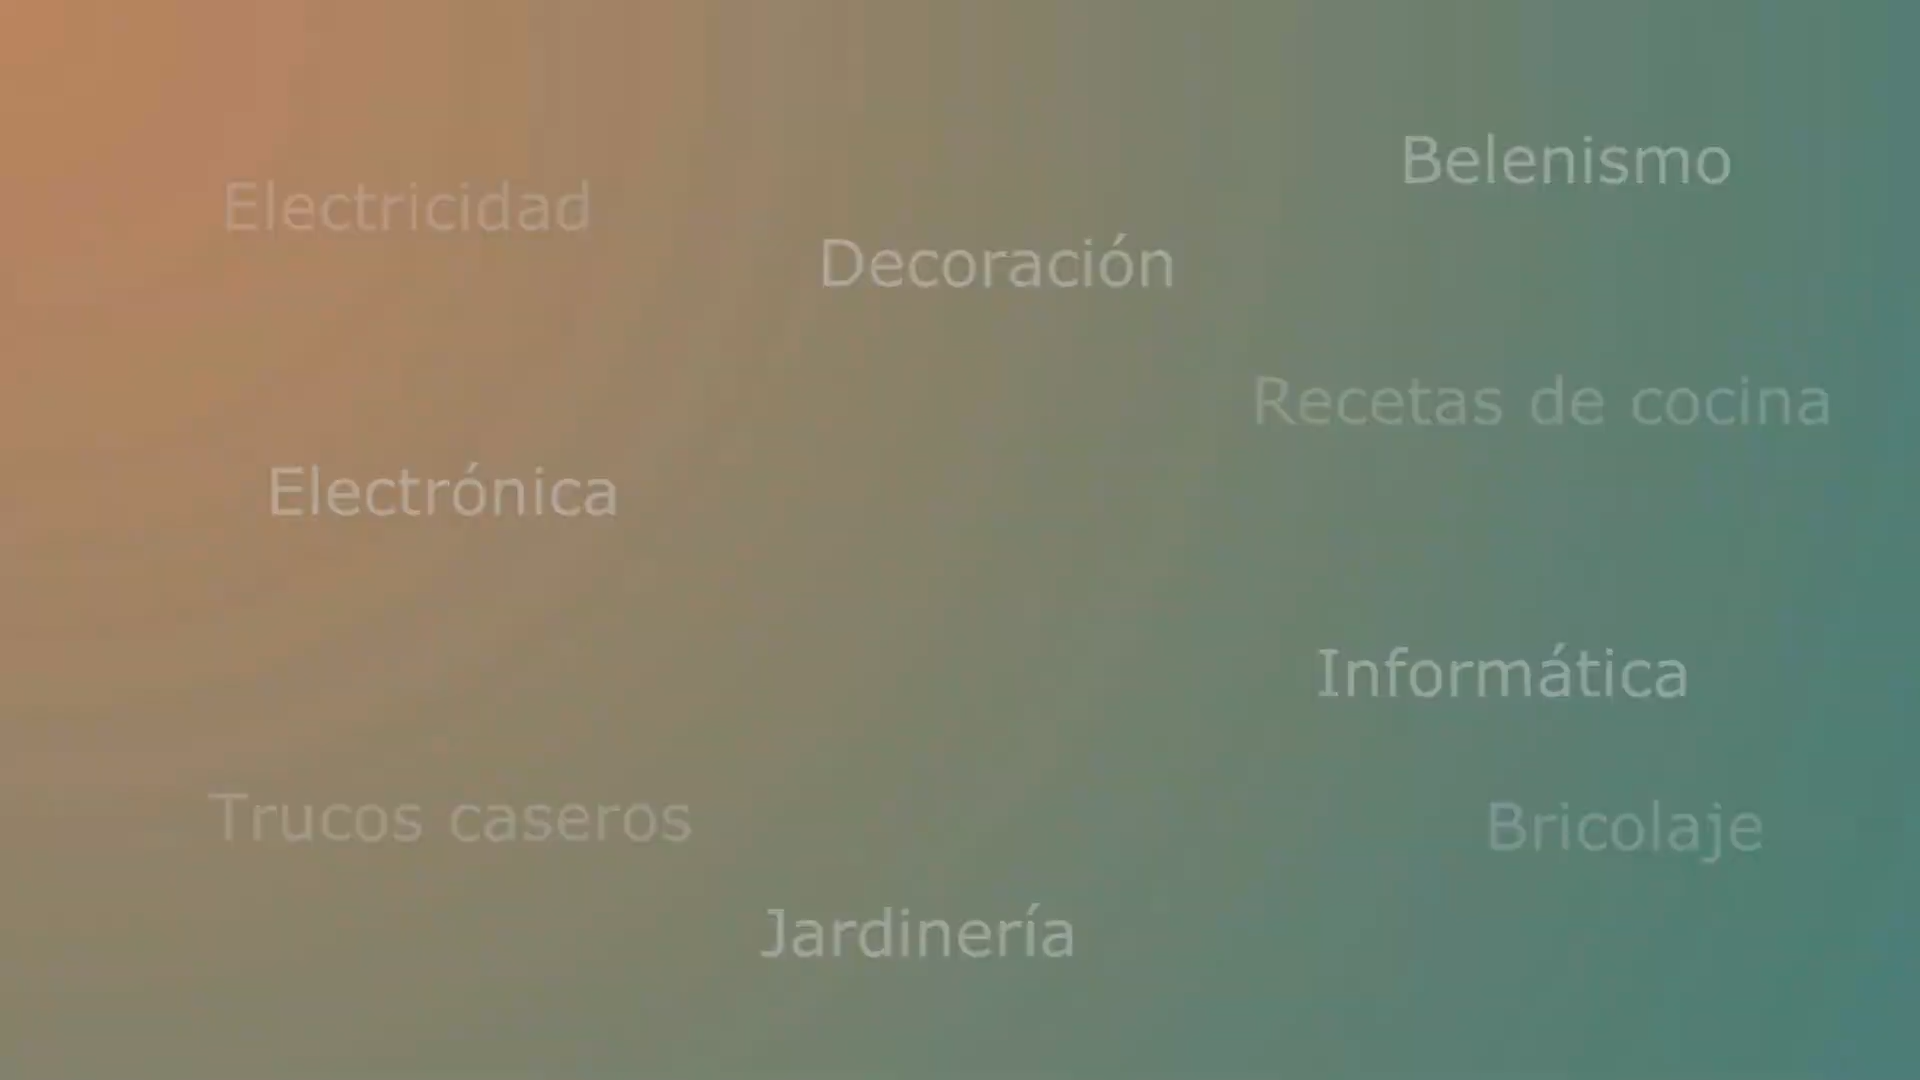 Belenismo
Electricidad
Decoración
Recetas de cocina
Electrónica
Informática
Trucos caseros
Bricolaje
Jardinería